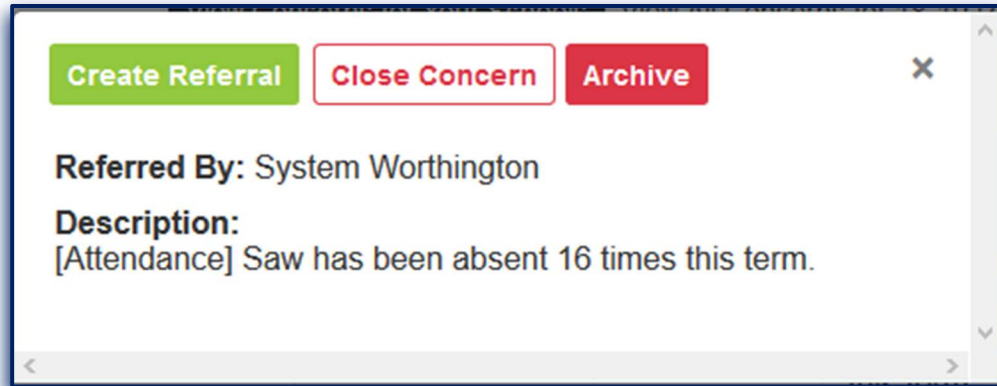 Create Referral Close Concern Archive ×
Referred By: System Worthington
Description:
[Attendance] Saw has been absent 16 times this term.